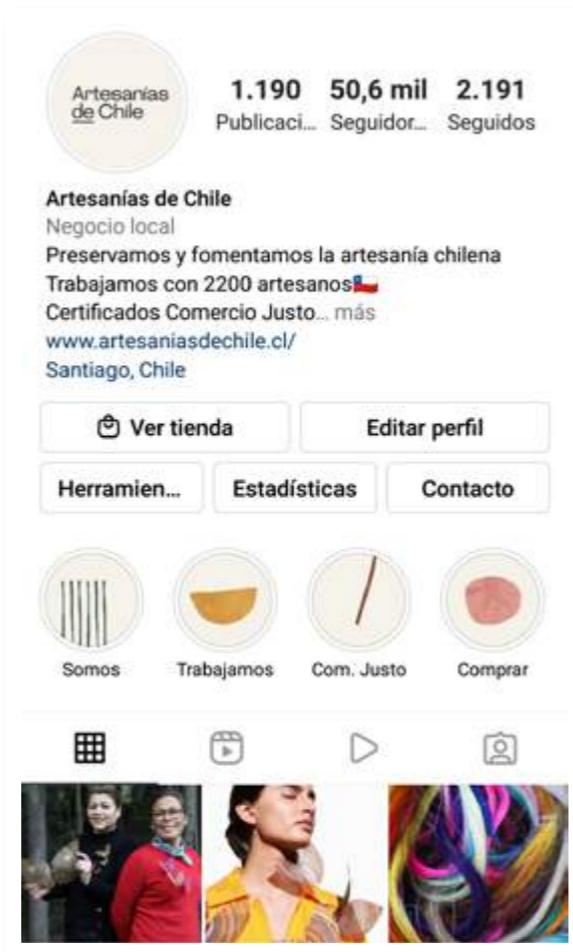 Artesanías
de Chile
1.190 50,6 mil 2.191
Publicaci... Seguidor... Seguidos
Artesanías de Chile
Negocio local
Preservamos y fomentamos la artesanía chilena
Trabajamos con 2200 artesanos🇨🇱
Certificados Comercio Justo... más
www.artesaniasdechile.cl/
Santiago, Chile
Ver tienda Editar perfil
Herramien... Estadísticas Contacto
Somos Trabajamos Com. Justo Comprar